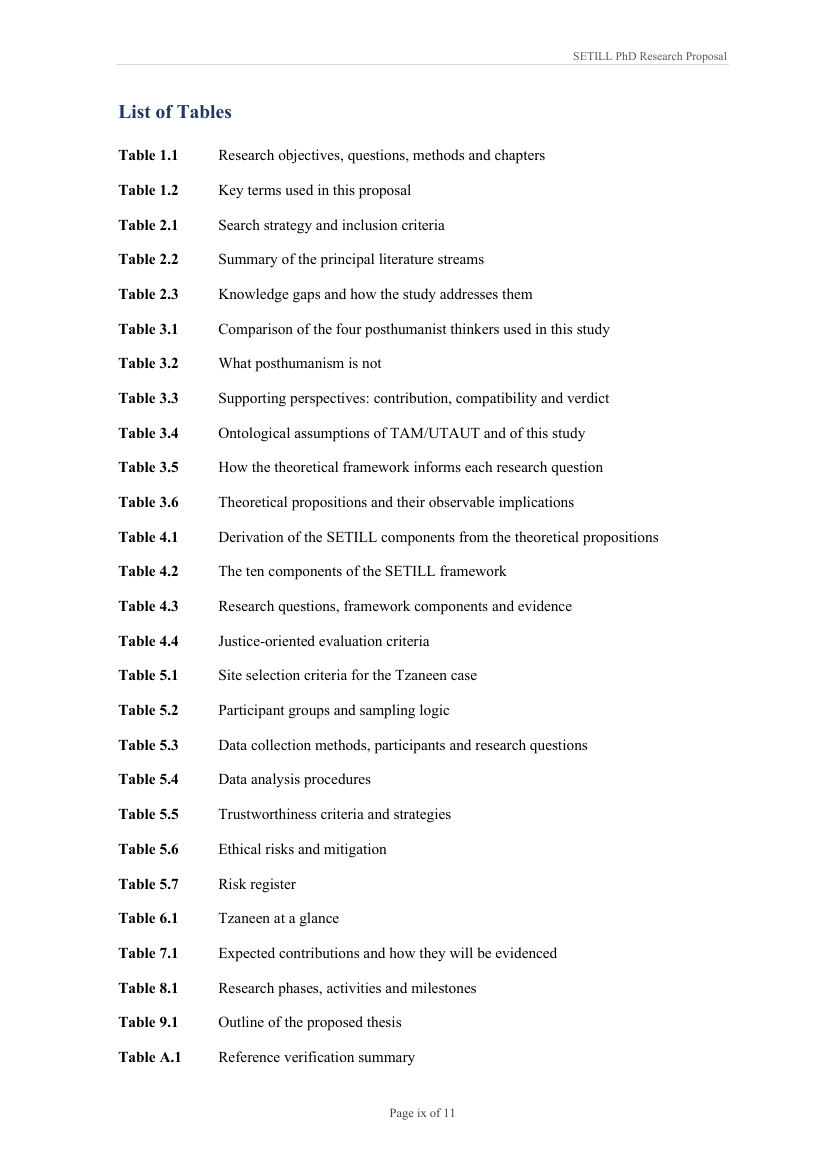 SETILL PhD Research Proposal
List of Tables
Table 1.1 Research objectives, questions, methods and chapters
Table 1.2 Key terms used in this proposal
Table 2.1 Search strategy and inclusion criteria
Table 2.2 Summary of the principal literature streams
Table 2.3 Knowledge gaps and how the study addresses them
Table 3.1 Comparison of the four posthumanist thinkers used in this study
Table 3.2 What posthumanism is not
Table 3.3 Supporting perspectives: contribution, compatibility and verdict
Table 3.4 Ontological assumptions of TAM/UTAUT and of this study
Table 3.5 How the theoretical framework informs each research question
Table 3.6 Theoretical propositions and their observable implications
Table 4.1 Derivation of the SETILL components from the theoretical propositions
Table 4.2 The ten components of the SETILL framework
Table 4.3 Research questions, framework components and evidence
Table 4.4 Justice-oriented evaluation criteria
Table 5.1 Site selection criteria for the Tzaneen case
Table 5.2 Participant groups and sampling logic
Table 5.3 Data collection methods, participants and research questions
Table 5.4 Data analysis procedures
Table 5.5 Trustworthiness criteria and strategies
Table 5.6 Ethical risks and mitigation
Table 5.7 Risk register
Table 6.1 Tzaneen at a glance
Table 7.1 Expected contributions and how they will be evidenced
Table 8.1 Research phases, activities and milestones
Table 9.1 Outline of the proposed thesis
Table A.1 Reference verification summary
Page ix of 11